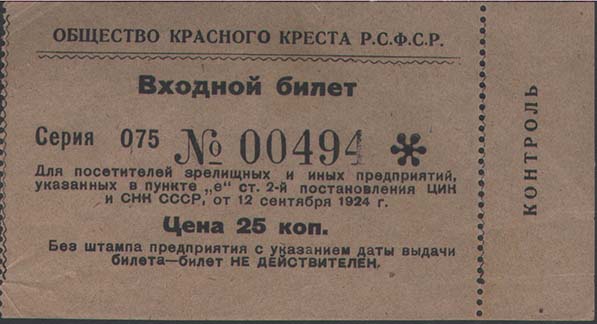 ОБЩЕСТВО КРАСНОГО КРЕСТА Р.С.Ф.С.Р.
Входной билет
Серия 075 № 00494 *
Для посетителей зрелищных и иных предприятий,
указанных в пункте „е“ ст. 2-й постановления ЦИК
и СНК СССР, от 12 сентября 1924 г.
Цена 25 коп.
Без штампа предприятия с указанием даты выдачи
билета—билет НЕ ДЕЙСТВИТЕЛЕН.
КОНТРОЛЬ